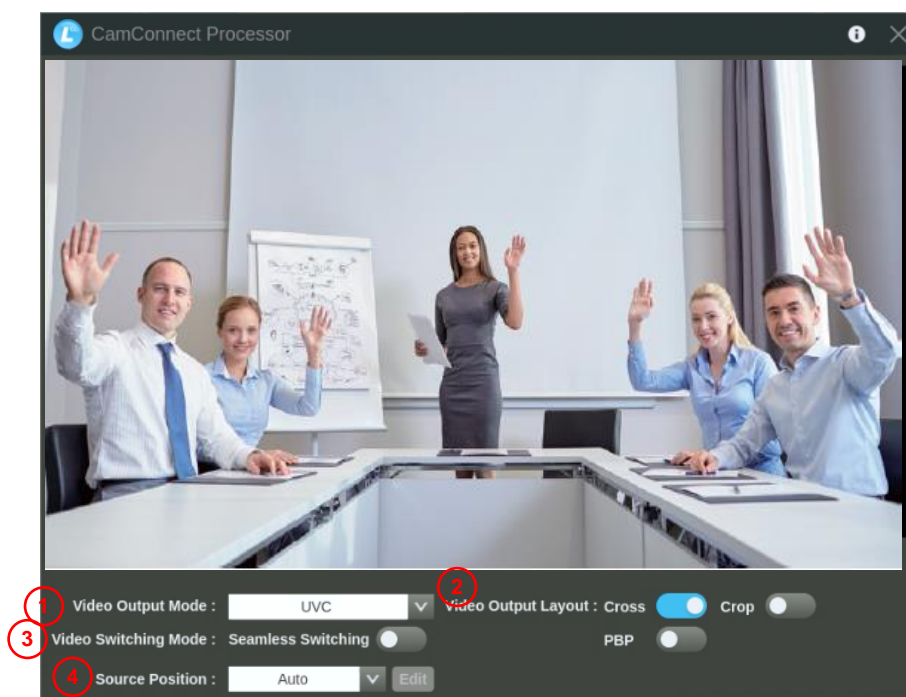 CamConnect Processor
1 Video Output Mode : UVC 2 Video Output Layout : Cross Crop
3 Video Switching Mode : Seamless Switching PBP
4 Source Position : Auto Edit